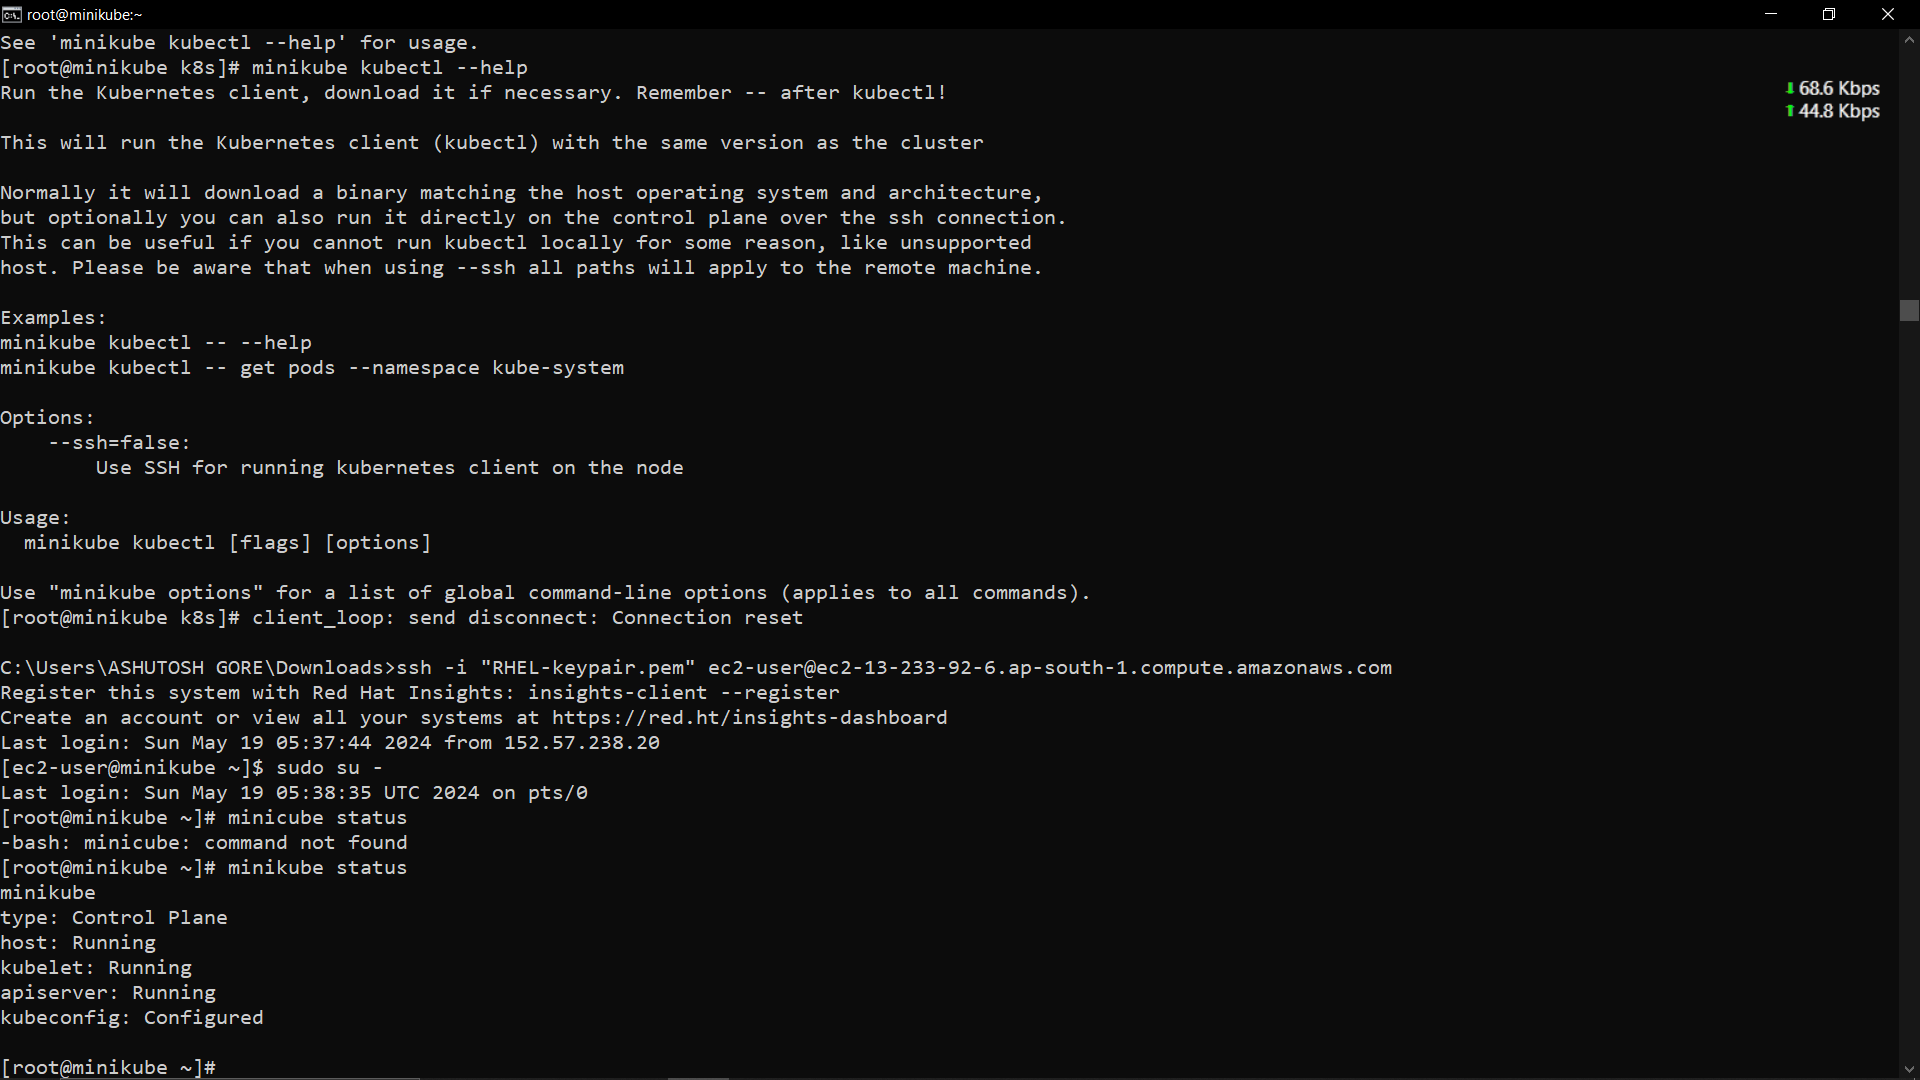 root@minikube:~
See 'minikube kubectl --help' for usage.
[root@minikube k8s]# minikube kubectl --help
Run the Kubernetes client, download it if necessary. Remember -- after kubectl!
68.6 Kbps
44.8 Kbps
This will run the Kubernetes client (kubectl) with the same version as the cluster
Normally it will download a binary matching the host operating system and architecture,
but optionally you can also run it directly on the control plane over the ssh connection.
This can be useful if you cannot run kubectl locally for some reason, like unsupported
host. Please be aware that when using --ssh all paths will apply to the remote machine.
Examples:
minikube kubectl -- --help
minikube kubectl -- get pods --namespace kube-system
Options:
    --ssh=false:
        Use SSH for running kubernetes client on the node
Usage:
  minikube kubectl [flags] [options]
Use "minikube options" for a list of global command-line options (applies to all commands).
[root@minikube k8s]# client_loop: send disconnect: Connection reset
C:\Users\ASHUTOSH GORE\Downloads>ssh -i "RHEL-keypair.pem" ec2-user@ec2-13-233-92-6.ap-south-1.compute.amazonaws.com
Register this system with Red Hat Insights: insights-client --register
Create an account or view all your systems at https://red.ht/insights-dashboard
Last login: Sun May 19 05:37:44 2024 from 152.57.238.20
[ec2-user@minikube ~]$ sudo su -
Last login: Sun May 19 05:38:35 UTC 2024 on pts/0
[root@minikube ~]# minicube status
-bash: minicube: command not found
[root@minikube ~]# minikube status
minikube
type: Control Plane
host: Running
kubelet: Running
apiserver: Running
kubeconfig: Configured
[root@minikube ~]#